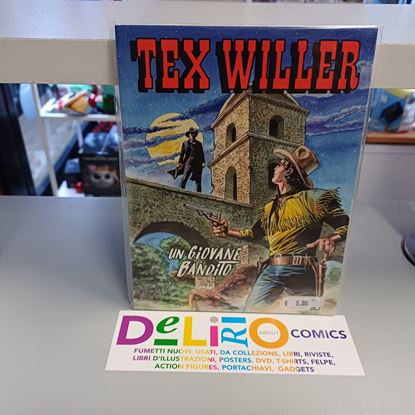 TEX WILLER
UN GIOVANE
BANDITO
€ 5,00
DeLiRiO ABOUT COMICS
FUMETTI NUOVI, USATI, DA COLLEZIONE, LIBRI, RIVISTE,
LIBRI D'ILLUSTRAZIONI, POSTERS, DVD, T-SHIRTS, FELPE,
ACTION FIGURES, PORTACHIAVI, GADGETS